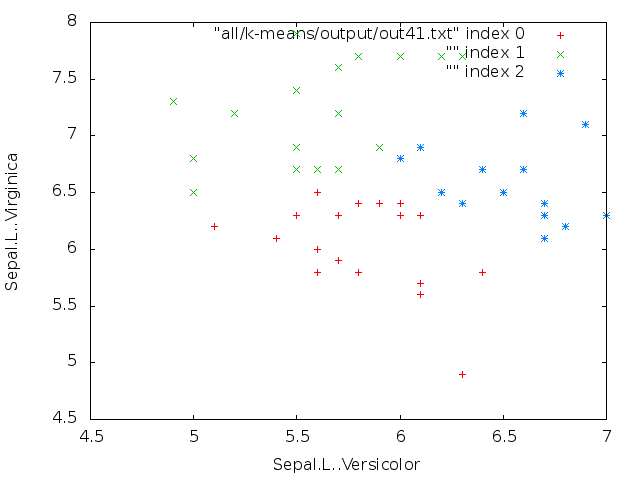 8
"all/k-means/output/out41.txt" index 0
"" index 1
"" index 2
7.5
7
6.5
6
5.5
5
4.5
Sepal.L.. Virginica
4.5 5 5.5 6 6.5 7
Sepal.L..Versicolor